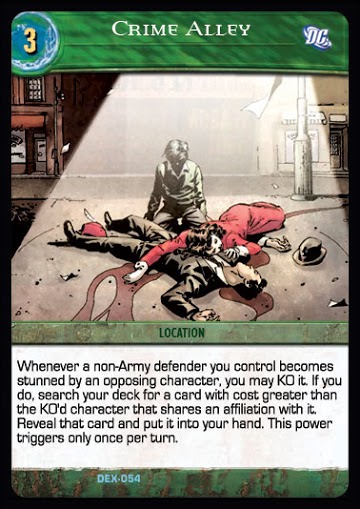 3
Crime Alley
DC
LOCATION
Whenever a non-Army defender you control becomes
stunned by an opposing character, you may KO it. If you
do, search your deck for a card with cost greater than
the KO'd character that shares an affiliation with it.
Reveal that card and put it into your hand. This power
triggers only once per turn.
DEX-054